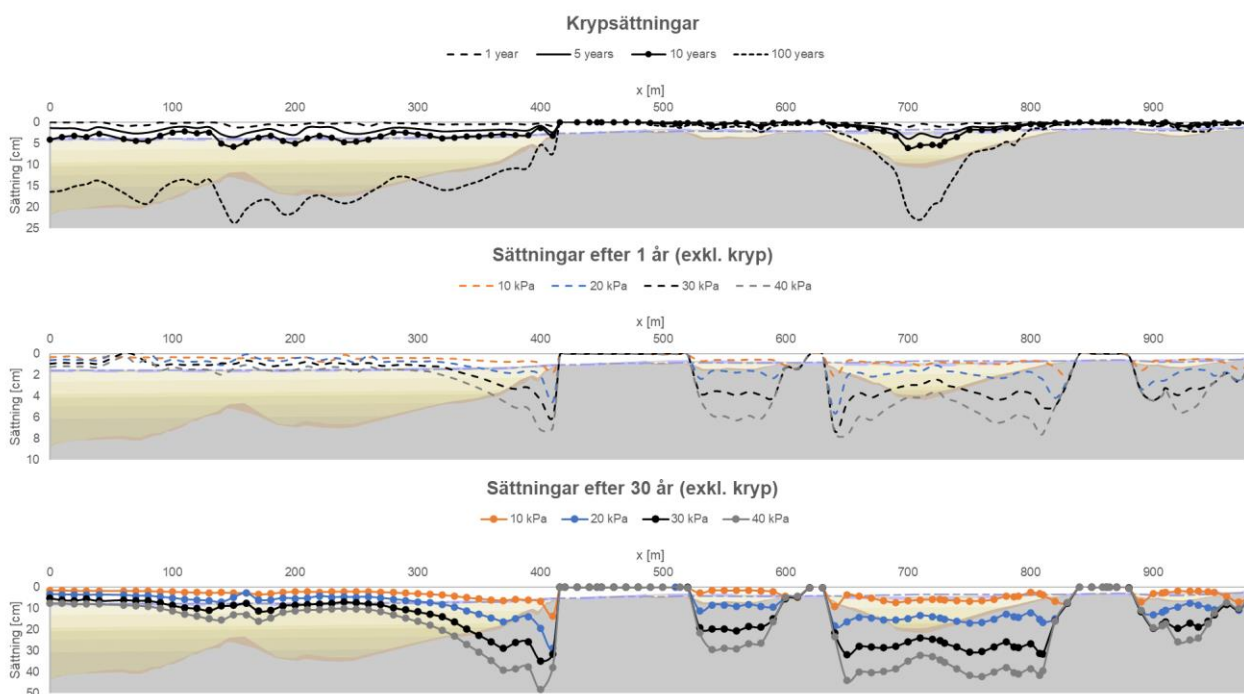 Krypsättningar
1 year 5 years 10 years 100 years
x [m]
0 100 200 300 400 500 600 700 800 900
Sättning [cm]
0
5
10
15
20
25
Sättningar efter 1 år (exkl. kryp)
10 kPa 20 kPa 30 kPa 40 kPa
x [m]
0 100 200 300 400 500 600 700 800 900
Sättning [cm]
0
2
4
6
8
10
Sättningar efter 30 år (exkl. kryp)
10 kPa 20 kPa 30 kPa 40 kPa
x [m]
0 100 200 300 400 500 600 700 800 900
Sättning [cm]
0
10
20
30
40
50